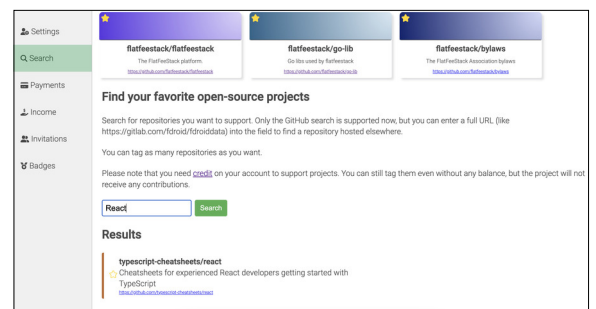 Settings
Search
Payments
Income
Invitations
Badges
flatfeestack/flatfeestack
The FlatFeeStack platform
https://github.com/flatfeestack/flatfeestack
flatfeestack/go-lib
Go libs used by flatfeestack
https://github.com/flatfeestack/go-lib
flatfeestack/bylaws
The FlatFeeStack Association bylaws
https://github.com/flatfeestack/bylaws
Find your favorite open-source projects
Search for repositories you want to support. Only the GitHub search is supported now, but you can enter a full URL (like
https://gitlab.com/fdroid/fdroiddata) into the field to find a repository hosted elsewhere.
You can tag as many repositories as you want.
Please note that you need credit on your account to support projects. You can still tag them even without any balance, but the project will not
receive any contributions.
React
Search
Results
typescript-cheatsheets/react
Cheatsheets for experienced React developers getting started with
TypeScript
https://github.com/typescript-cheatsheets/react